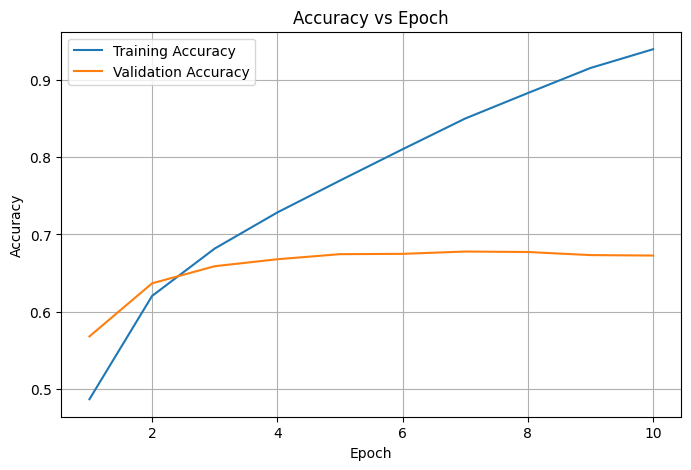 Accuracy vs Epoch
Training Accuracy
Validation Accuracy
Accuracy
0.9
0.8
0.7
0.6
0.5
2 4 6 8 10
Epoch